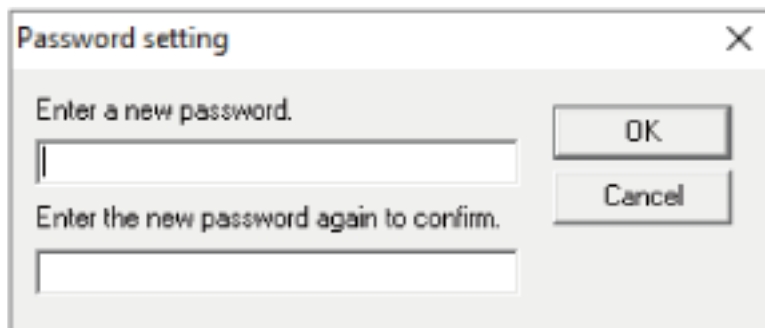 Password setting
Enter a new password.
OK
Cancel
Enter the new password again to confirm.